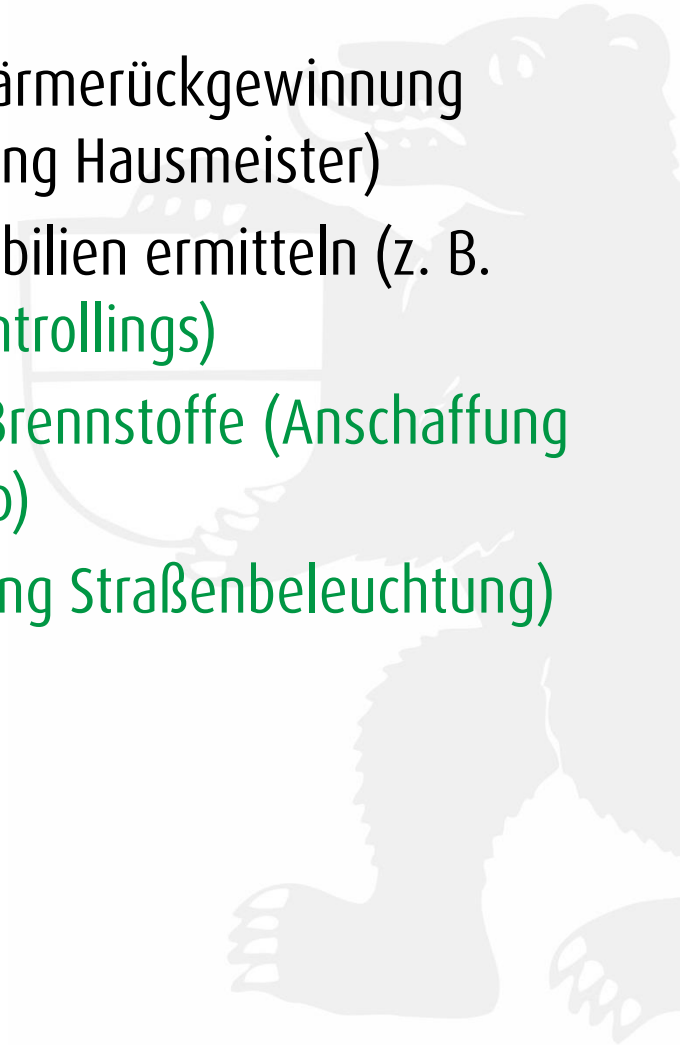 ärmerückgewinnung
ng Hausmeister)
bilien ermitteln (z. B.
ntrollings)
Brennstoffe (Anschaffung
o)
ng Straßenbeleuchtung)